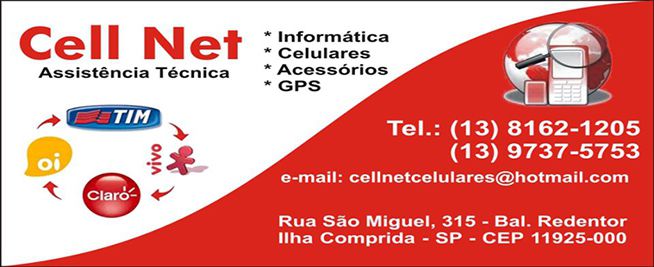 Cell Net
Assistência Técnica
* Informática
* Celulares
* Acessórios
* GPS
TIM
oi
vivo
Claro
Tel.: (13) 8162-1205
(13) 9737-5753
e-mail: cellnetcelulares@hotmail.com
Rua São Miguel, 315 - Bal. Redentor
Ilha Comprida - SP - CEP 11925-000